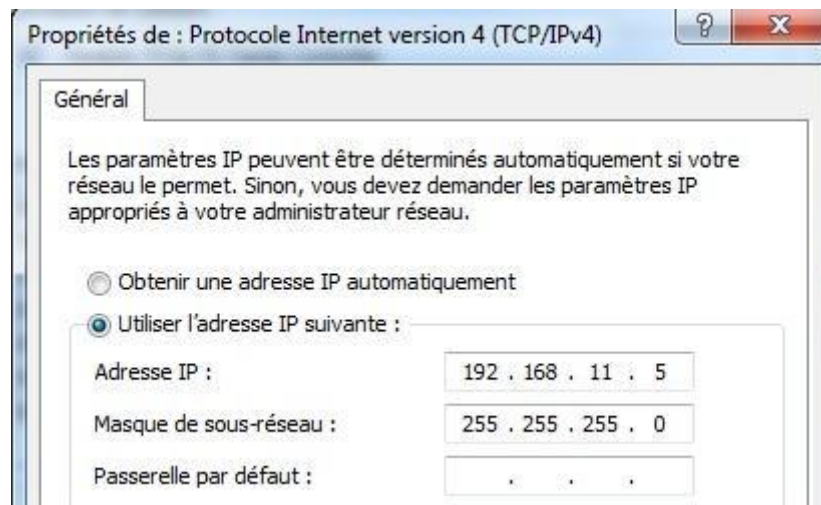 Propriétés de : Protocole Internet version 4 (TCP/IPv4)
Général
Les paramètres IP peuvent être déterminés automatiquement si votre
réseau le permet. Sinon, vous devez demander les paramètres IP
appropriés à votre administrateur réseau.
Obtenir une adresse IP automatiquement
Utiliser l'adresse IP suivante :
Adresse IP : 192 . 168 . 11 . 5
Masque de sous-réseau : 255 . 255 . 255 . 0
Passerelle par défaut : . . .